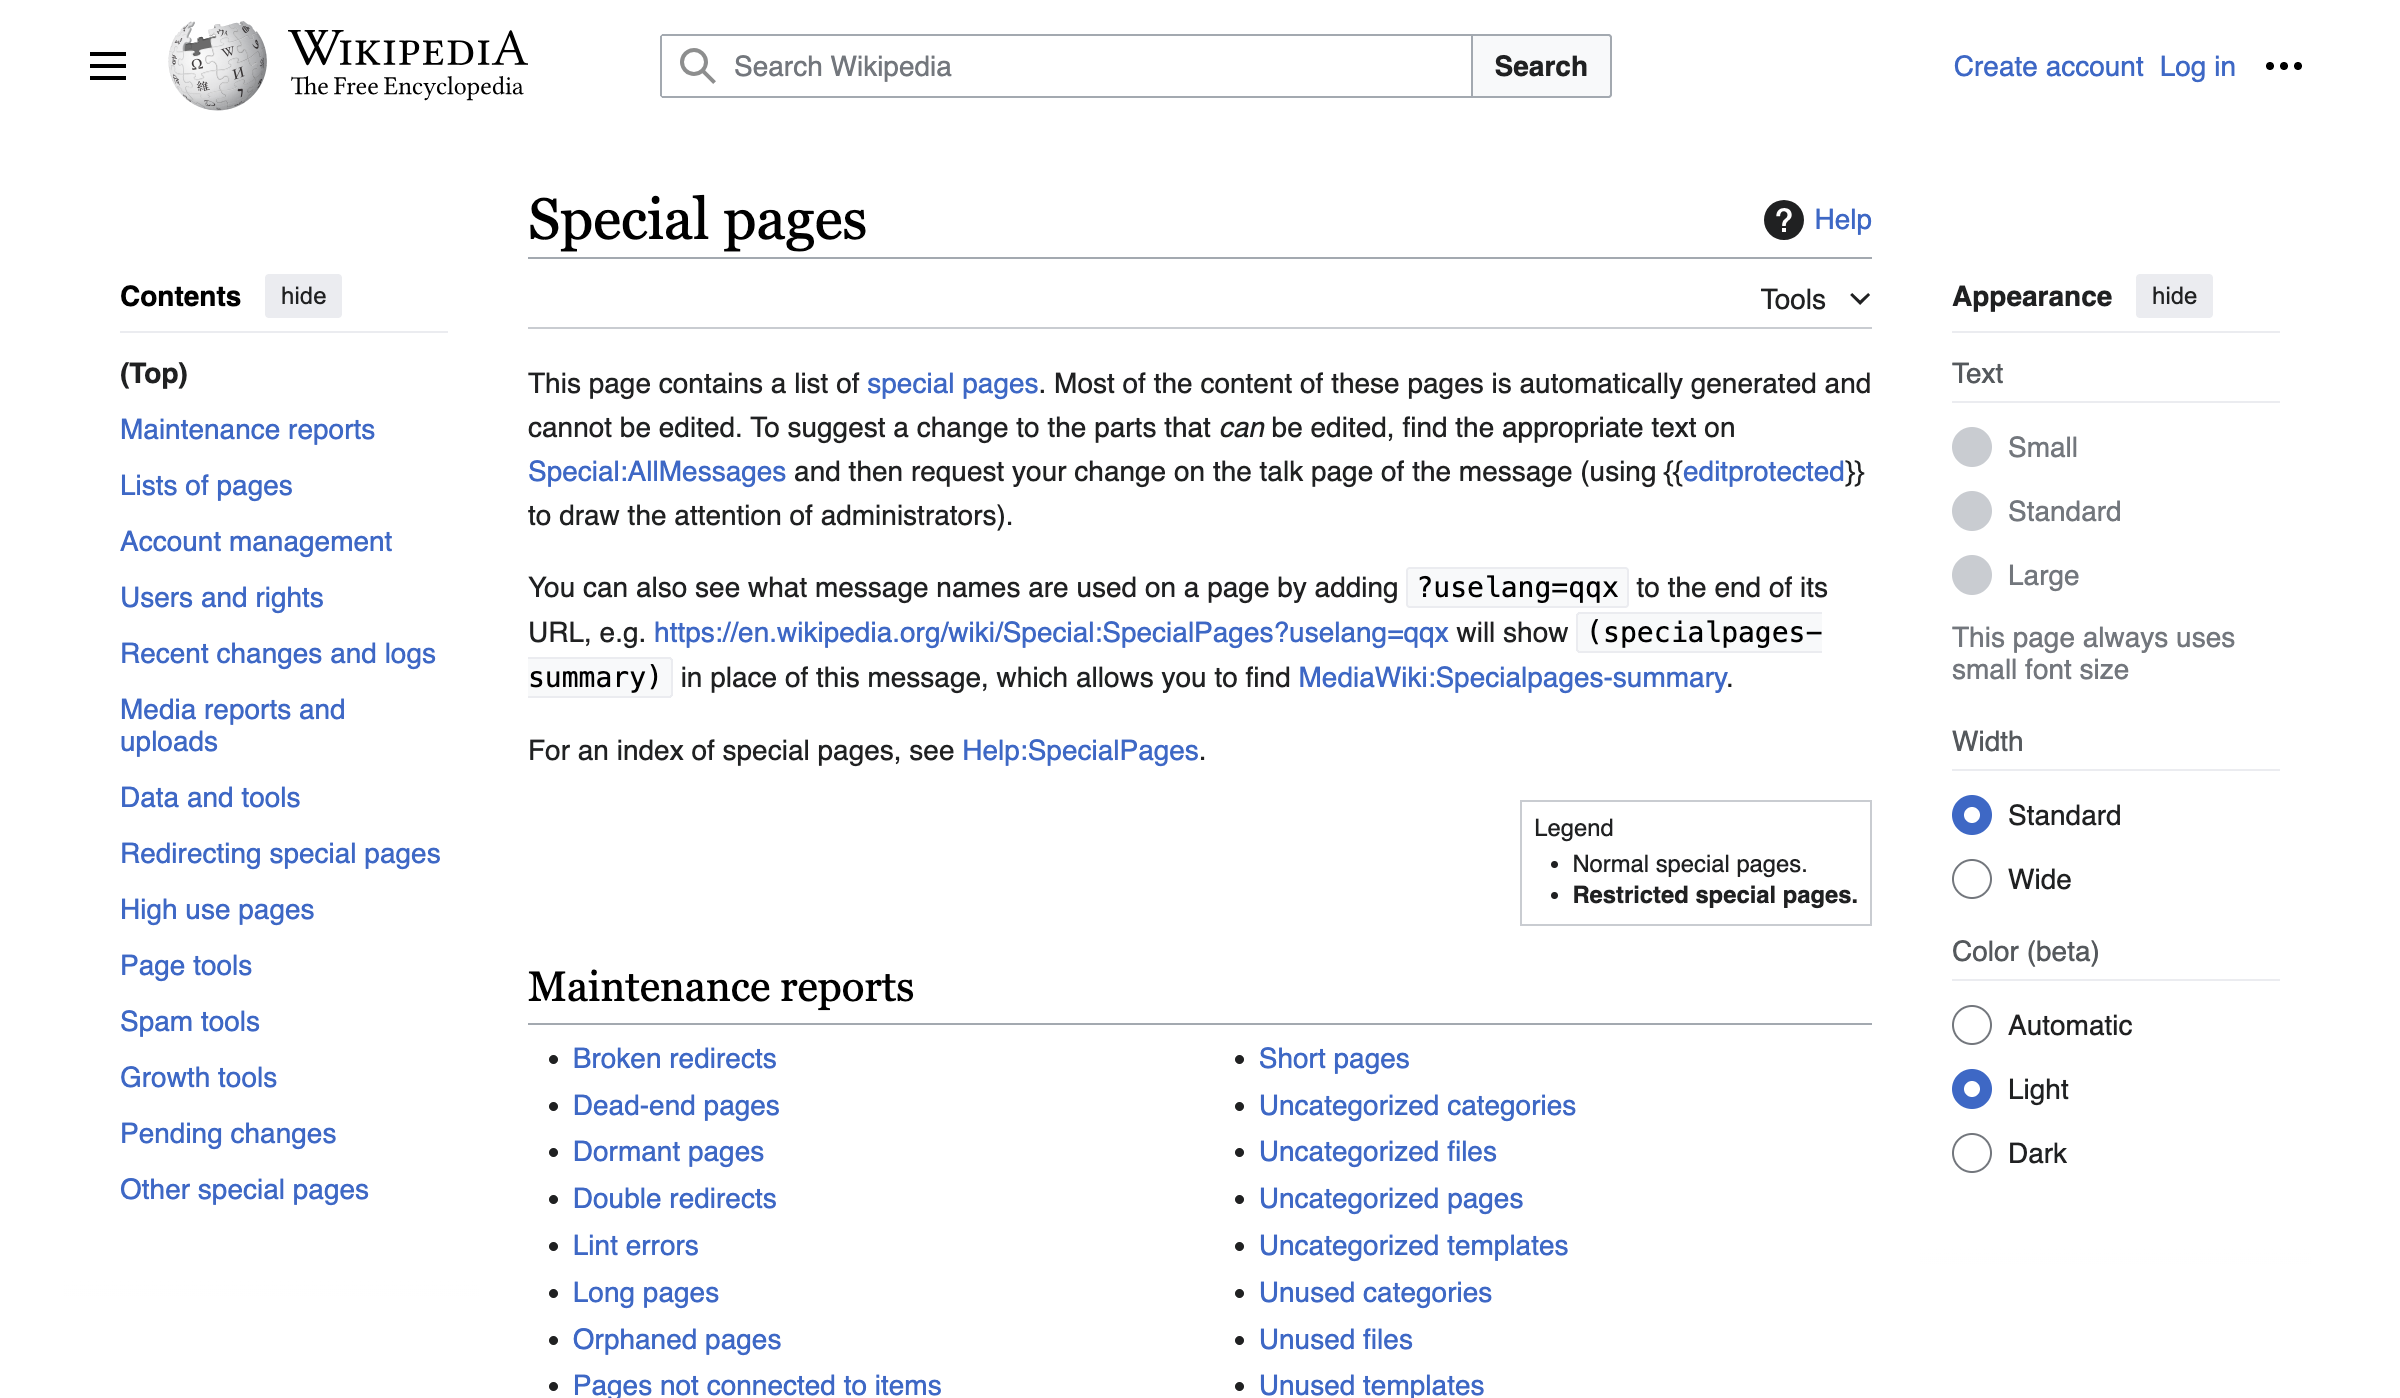 WIKIPEDIA
The Free Encyclopedia
Search Wikipedia
Search
Create account
Log in
Special pages
Help
Tools
Contents
hide
(Top)
Maintenance reports
Lists of pages
Account management
Users and rights
Recent changes and logs
Media reports and
uploads
Data and tools
Redirecting special pages
High use pages
Page tools
Spam tools
Growth tools
Pending changes
Other special pages
This page contains a list of special pages. Most of the content of these pages is automatically generated and
cannot be edited. To suggest a change to the parts that can be edited, find the appropriate text on
Special:AllMessages and then request your change on the talk page of the message (using {{editprotected}}
to draw the attention of administrators).
You can also see what message names are used on a page by adding ?uselang=qqx to the end of its
URL, e.g. https://en.wikipedia.org/wiki/Special:SpecialPages?uselang=qqx will show (specialpages-
summary) in place of this message, which allows you to find MediaWiki:Specialpages-summary.
For an index of special pages, see Help:SpecialPages.
Legend
• Normal special pages.
• Restricted special pages.
Maintenance reports
• Broken redirects
• Dead-end pages
• Dormant pages
• Double redirects
• Lint errors
• Long pages
• Orphaned pages
• Pages not connected to items
• Short pages
• Uncategorized categories
• Uncategorized files
• Uncategorized pages
• Uncategorized templates
• Unused categories
• Unused files
• Unused templates
Appearance
hide
Text
Small
Standard
Large
This page always uses
small font size
Width
Standard
Wide
Color (beta)
Automatic
Light
Dark